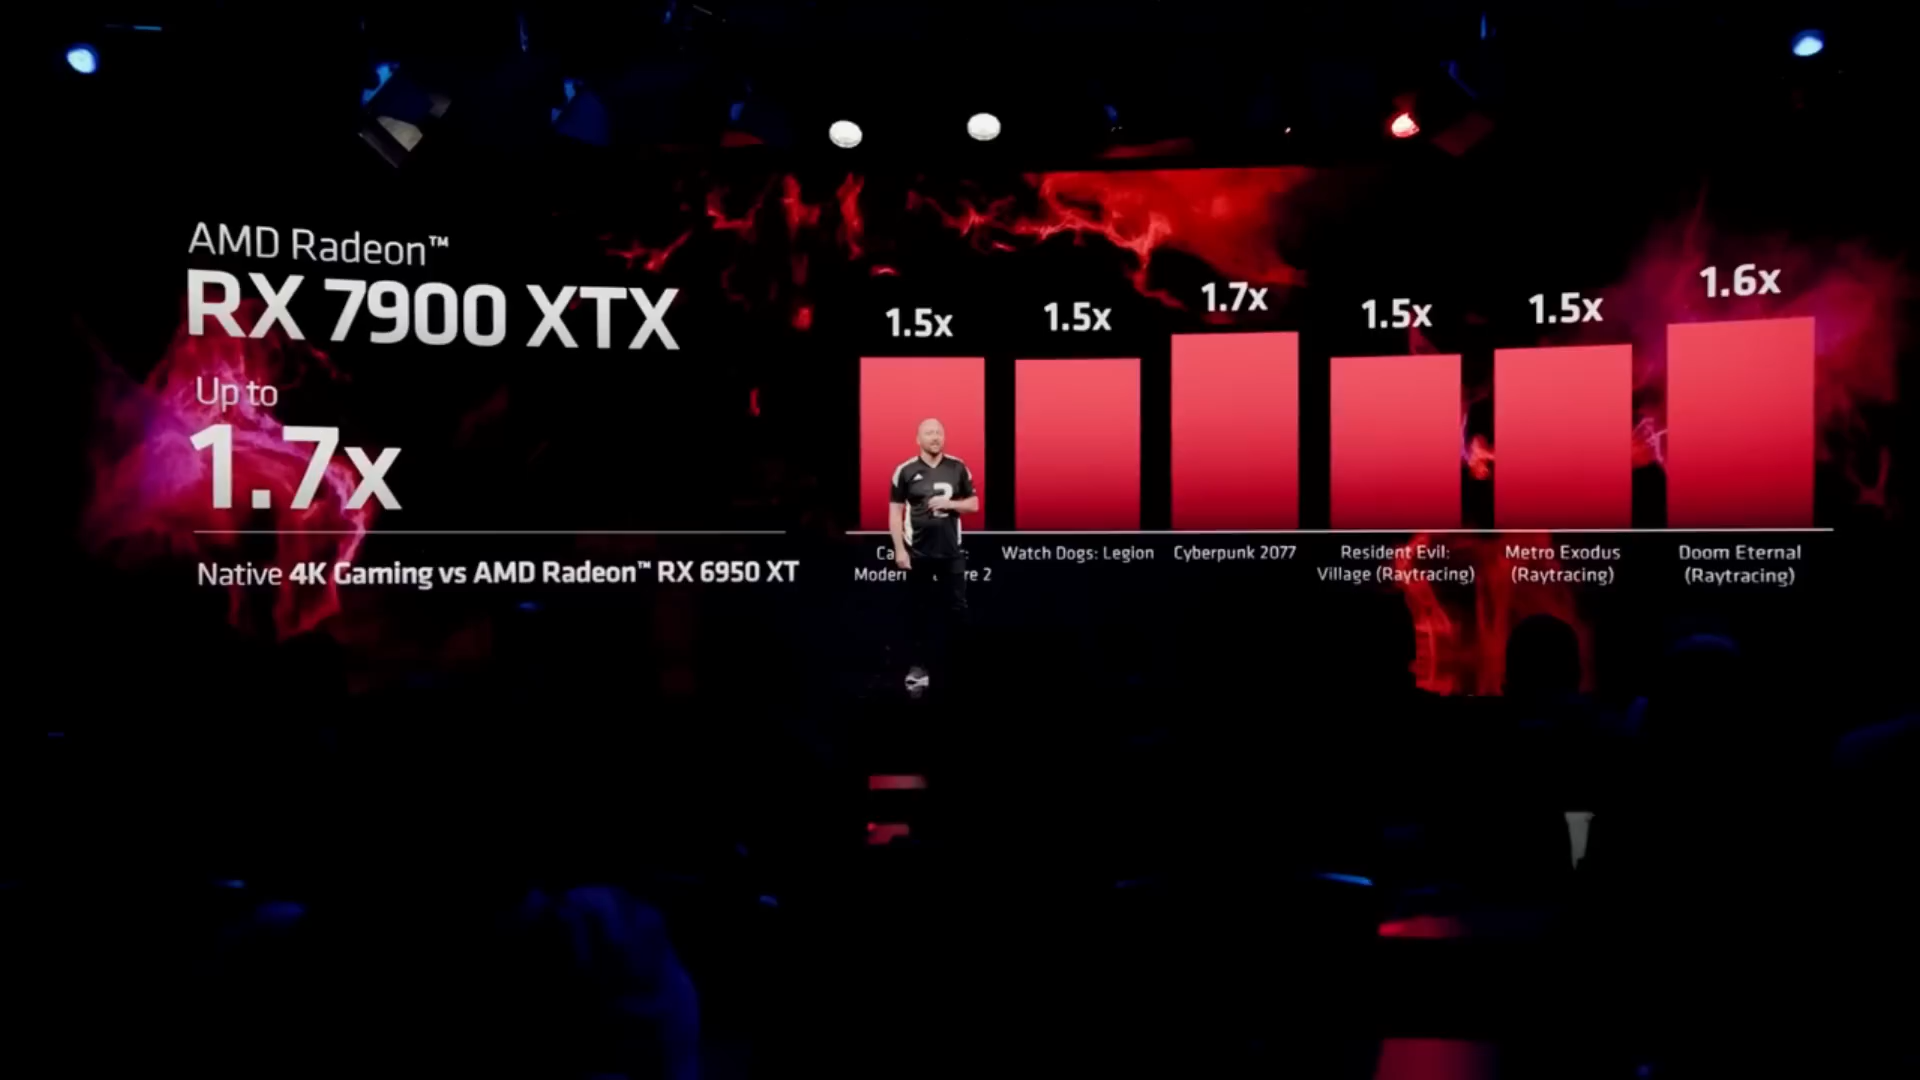 AMD Radeon™
RX 7900 XTX
Up to
1.7x
Native 4K Gaming vs AMD Radeon™ RX 6950 XT
1.5x
1.5x
1.7x
1.5x
1.5x
1.6x
2
Watch Dogs: Legion
Cyberpunk 2077
Resident Evil:
Village (Raytracing)
Metro Exodus
(Raytracing)
Doom Eternal
(Raytracing)